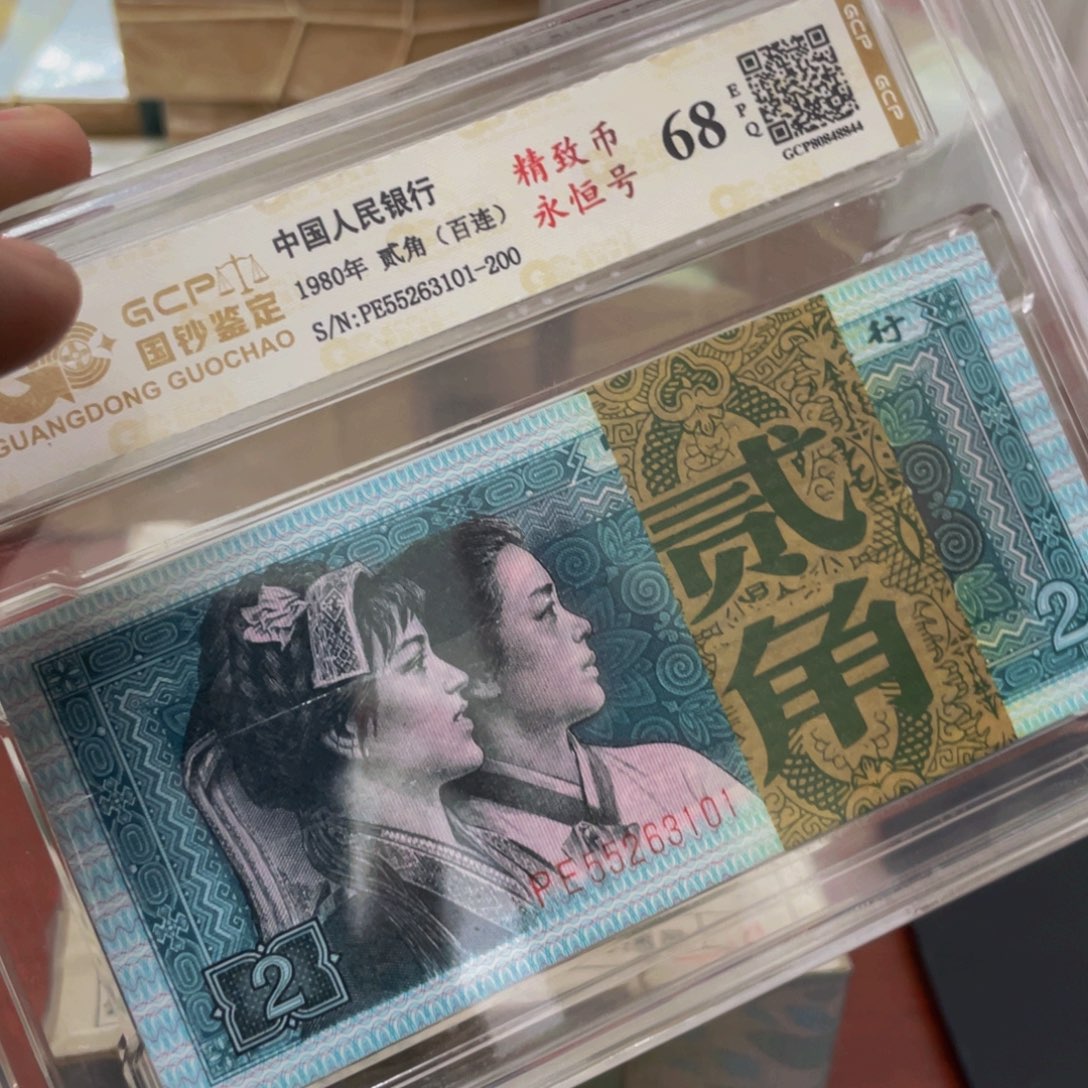 GCP
GCP
GCP
国钞鉴定
GUANGDONG GUOCHAO
中国人民银行
1980年 贰角（百连）
S/N:PE55263101-200
精致币
永恒号
68
EPQ
GCP80848844
行
贰角
2
PE55263101
2